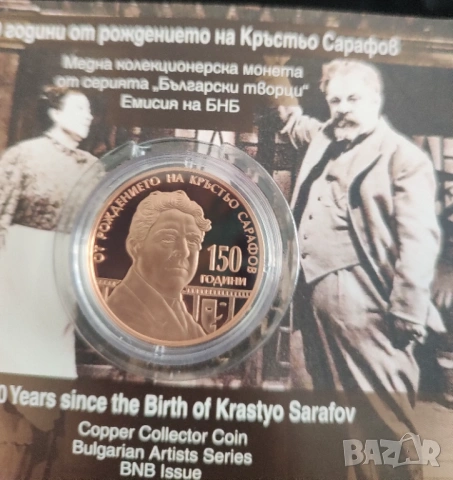 0 години от рождението на Кръстьо Сарафов
Медна колекционерска монета
от серията „Български творци“
Емисия на БНБ
ОТ РОЖДЕНИЕТО НА КРЪСТЬО САРАФОВ
150
ГОДИНИ
0 Years since the Birth of Krastyo Sarafov
Copper Collector Coin
Bulgarian Artists Series
BNB Issue
BAZAR